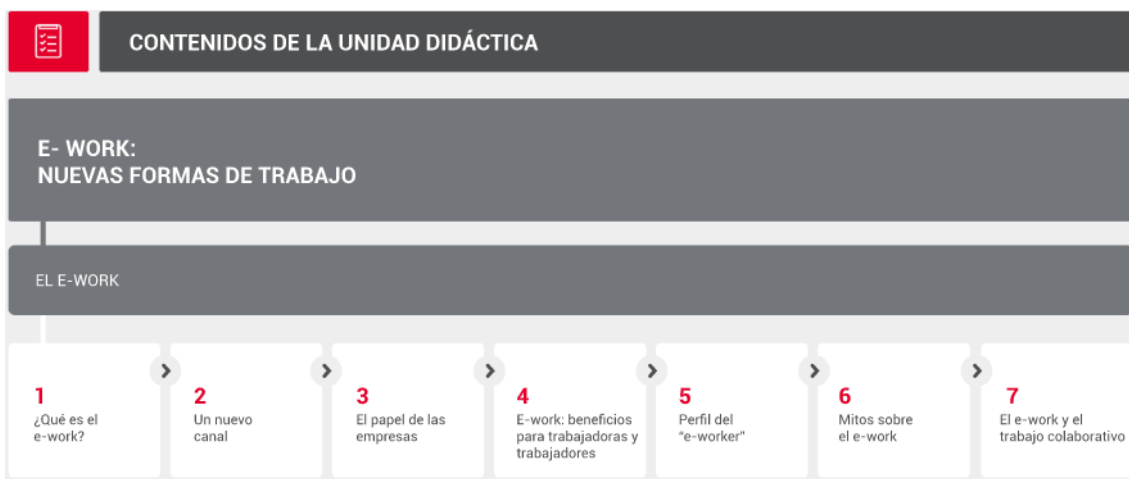 CONTENIDOS DE LA UNIDAD DIDÁCTICA
E- WORK:
NUEVAS FORMAS DE TRABAJO
EL E-WORK
1
¿Qué es el
e-work?
2
Un nuevo
canal
3
El papel de las
empresas
4
E-work: beneficios
para trabajadoras y
trabajadores
5
Perfil del
"e-worker"
6
Mitos sobre
el e-work
7
El e-work y el
trabajo colaborativo